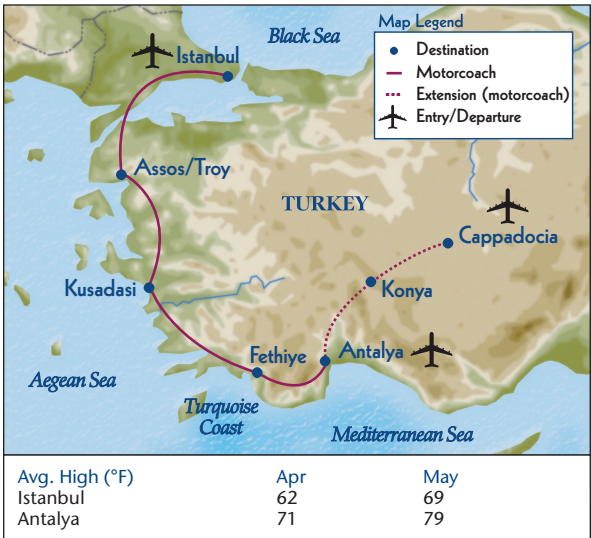 Black Sea
Map Legend
Destination
Motorcoach
Extension (motorcoach)
Entry/Departure
Istanbul
Assos/Troy
TURKEY
Cappadocia
Kusadasi
Konya
Fethiye
Antalya
Aegean Sea
Turquoise
Coast
Mediterranean Sea
Avg. High (°F) Apr May
Istanbul 62 69
Antalya 71 79